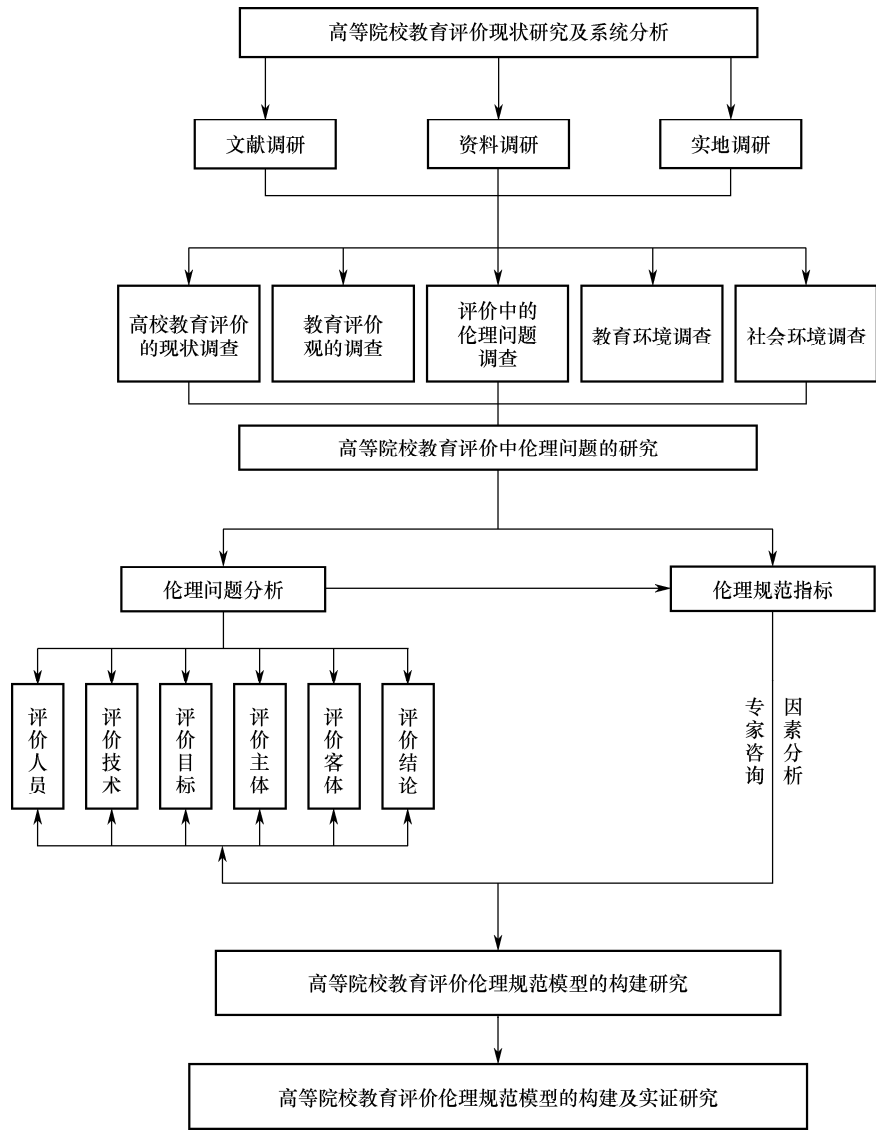 高等院校教育评价现状研究及系统分析
文献调研
资料调研
实地调研
高校教育评价
的现状调查
教育评价
观的调查
评价中的
伦理问题
调查
教育环境调查
社会环境调查
高等院校教育评价中伦理问题的研究
伦理问题分析
伦理规范指标
评价人员
评价技术
评价目标
评价主体
评价客体
评价结论
专家咨询
因素分析
高等院校教育评价伦理规范模型的构建研究
高等院校教育评价伦理规范模型的构建及实证研究